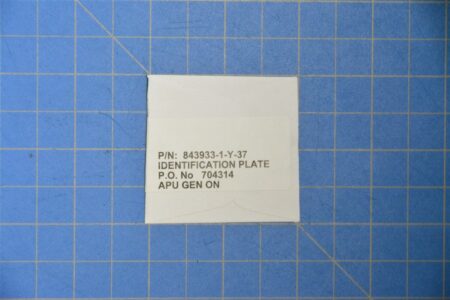 P/N: 843933-1-Y-37
IDENTIFICATION PLATE
P.O. No 704314
APU GEN ON